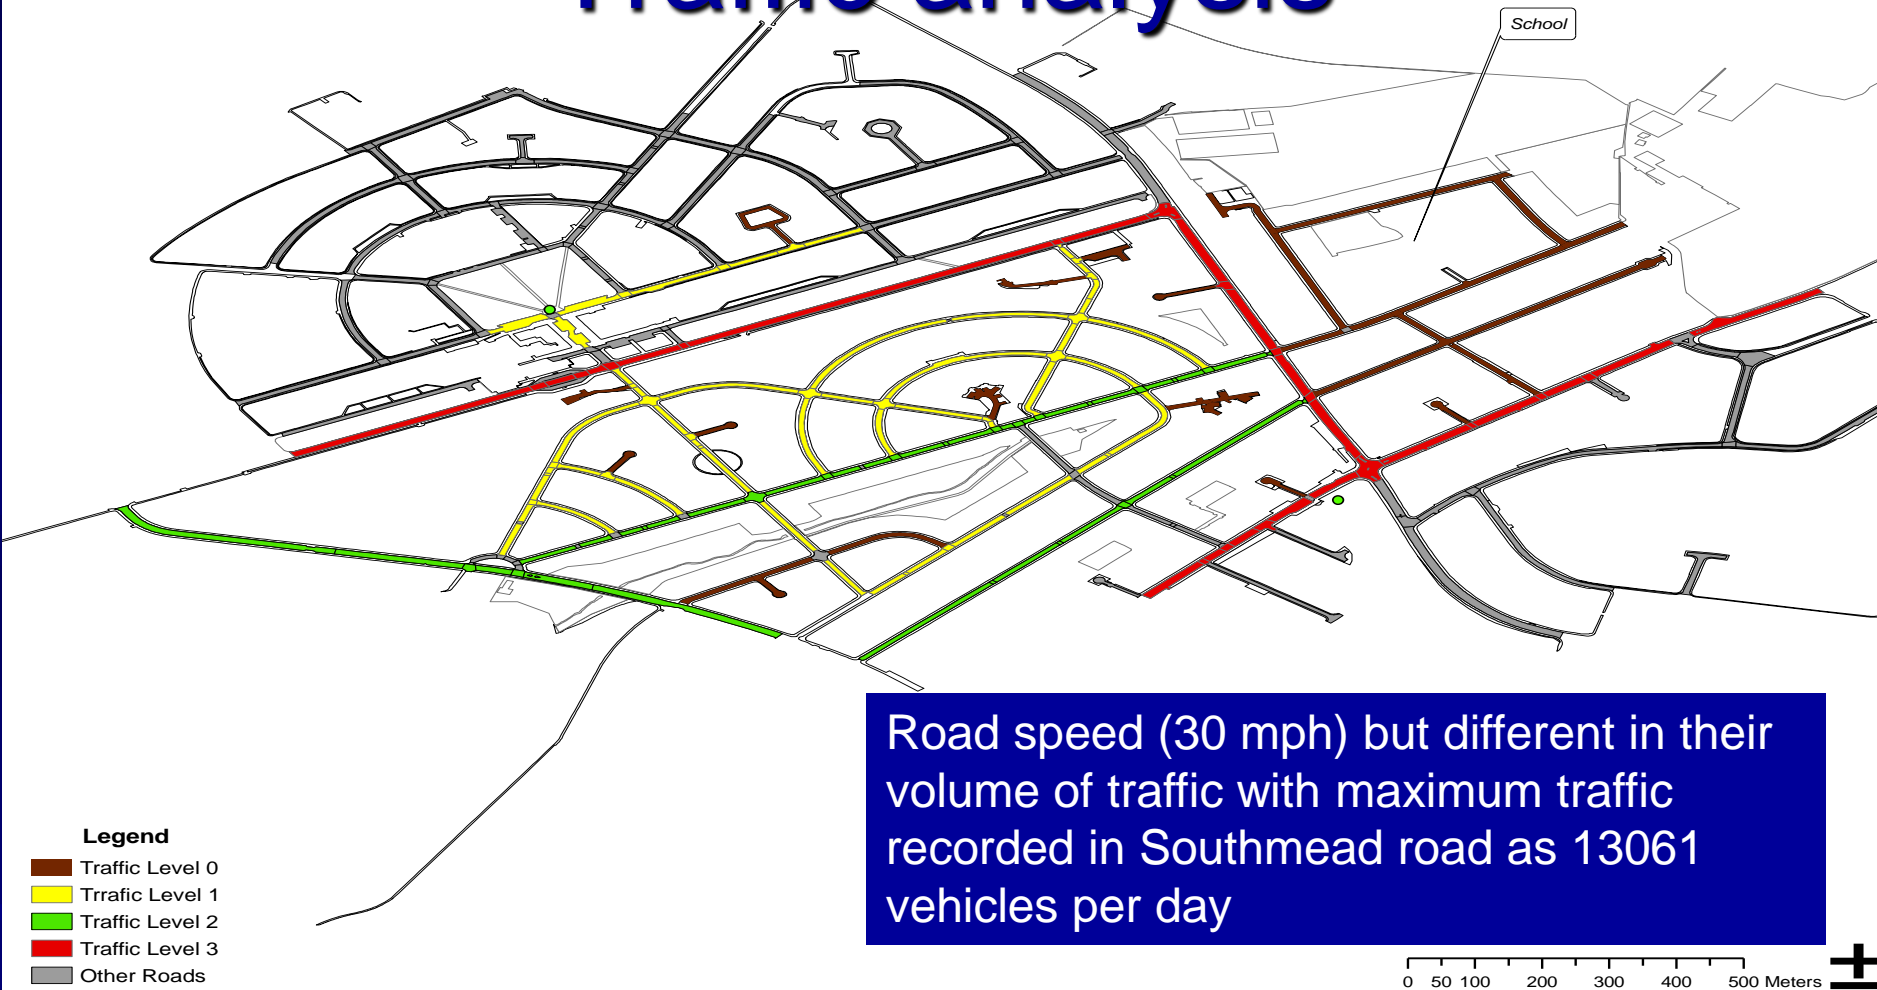 Traffic analysis
School
Road speed (30 mph) but different in their
volume of traffic with maximum traffic
recorded in Southmead road as 13061
vehicles per day
Legend
Traffic Level 0
Trrafic Level 1
Traffic Level 2
Traffic Level 3
Other Roads
0 50 100 200 300 400 500 Meters